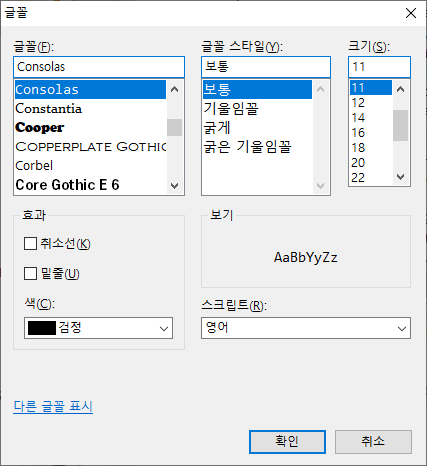 글꼴
글꼴(F): 글꼴 스타일(Y): 크기(S):
Consolas 보통 11
Consolas 보통 11
Constantia 기울임꼴 12
Cooper 굵게 14
COPPERPLATE GOTHIC 굵은 기울임꼴 16
Corbel 18
Core Gothic E 6 20
22
효과 보기
취소선(K)
밑줄(U)
AaBbYyZz
색(C): 스크립트(R):
검정 영어
다른 글꼴 표시
확인 취소